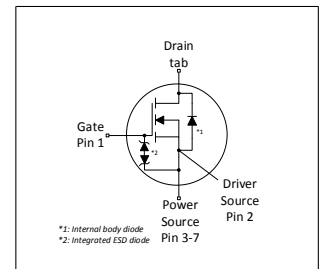 Drain
tab
*1
Gate
Pin 1
*2
Driver
Source
Pin 2
Power
Source
Pin 3-7
*1: Internal body diode
*2: Integrated ESD diode